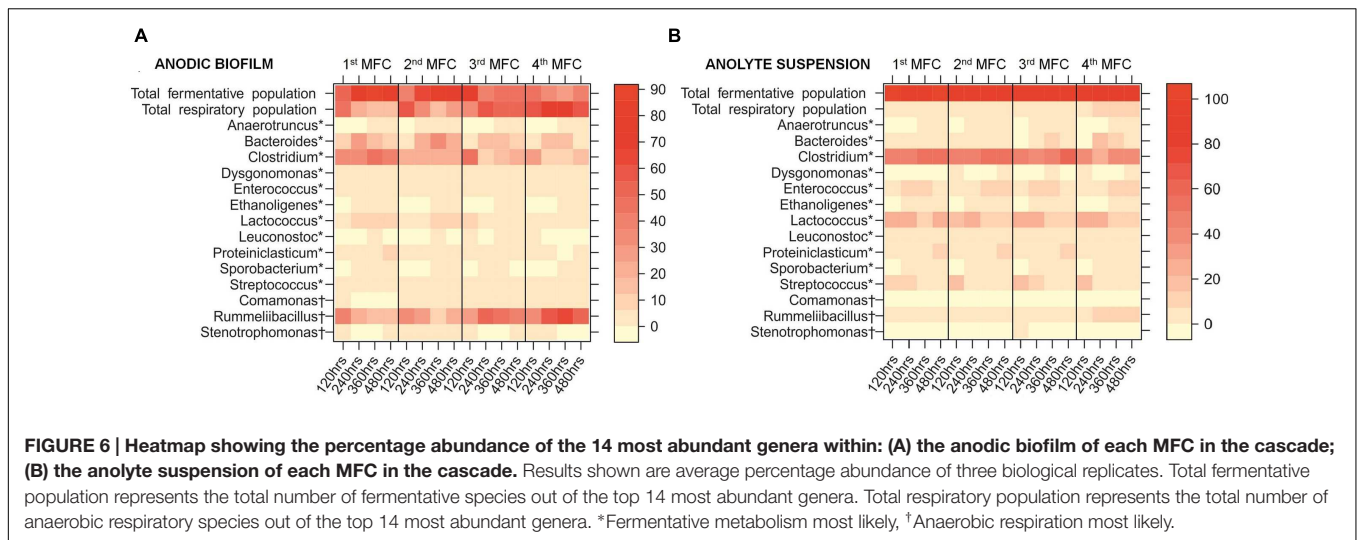 A
ANODIC BIOFILM
1st MFC 2nd MFC 3rd MFC 4th MFC
Total fermentative population
Total respiratory population
Anaerotruncus*
Bacteroides*
Clostridium*
Dysgonomonas*
Enterococcus*
Ethanoligenes*
Lactococcus*
Leuconostoc*
Proteiniclasticum*
Sporobacterium*
Streptococcus*
Comamonas†
Rummeliibacillus†
Stenotrophomonas†
120hrs 240hrs 360hrs 480hrs 120hrs 240hrs 360hrs 480hrs 120hrs 240hrs 360hrs 480hrs 120hrs 240hrs 360hrs 480hrs
90
80
70
60
50
40
30
20
10
0
B
ANOLYTE SUSPENSION
1st MFC 2nd MFC 3rd MFC 4th MFC
Total fermentative population
Total respiratory population
Anaerotruncus*
Bacteroides*
Clostridium*
Dysgonomonas*
Enterococcus*
Ethanoligenes*
Lactococcus*
Leuconostoc*
Proteiniclasticum*
Sporobacterium*
Streptococcus*
Comamonas†
Rummeliibacillus†
Stenotrophomonas†
120hrs 240hrs 360hrs 480hrs 120hrs 240hrs 360hrs 480hrs 120hrs 240hrs 360hrs 480hrs 120hrs 240hrs 360hrs 480hrs
100
80
60
40
20
0
FIGURE 6 | Heatmap showing the percentage abundance of the 14 most abundant genera within: (A) the anodic biofilm of each MFC in the cascade;
(B) the anolyte suspension of each MFC in the cascade. Results shown are average percentage abundance of three biological replicates. Total fermentative
population represents the total number of fermentative species out of the top 14 most abundant genera. Total respiratory population represents the total number of
anaerobic respiratory species out of the top 14 most abundant genera. *Fermentative metabolism most likely, †Anaerobic respiration most likely.